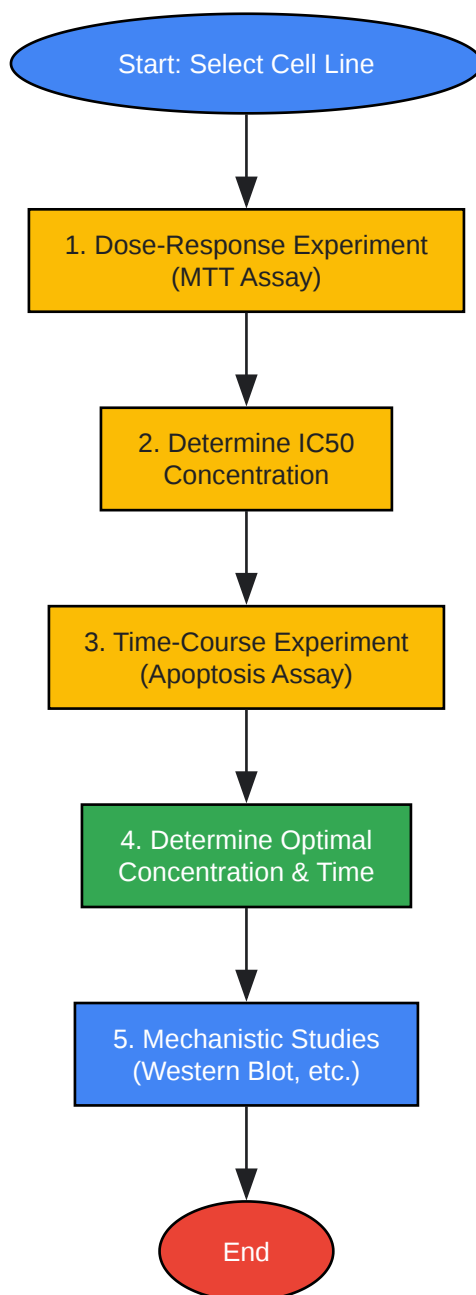 Start: Select Cell Line
1. Dose-Response Experiment
(MTT Assay)
2. Determine IC50
Concentration
3. Time-Course Experiment
(Apoptosis Assay)
4. Determine Optimal
Concentration & Time
5. Mechanistic Studies
(Western Blot, etc.)
End